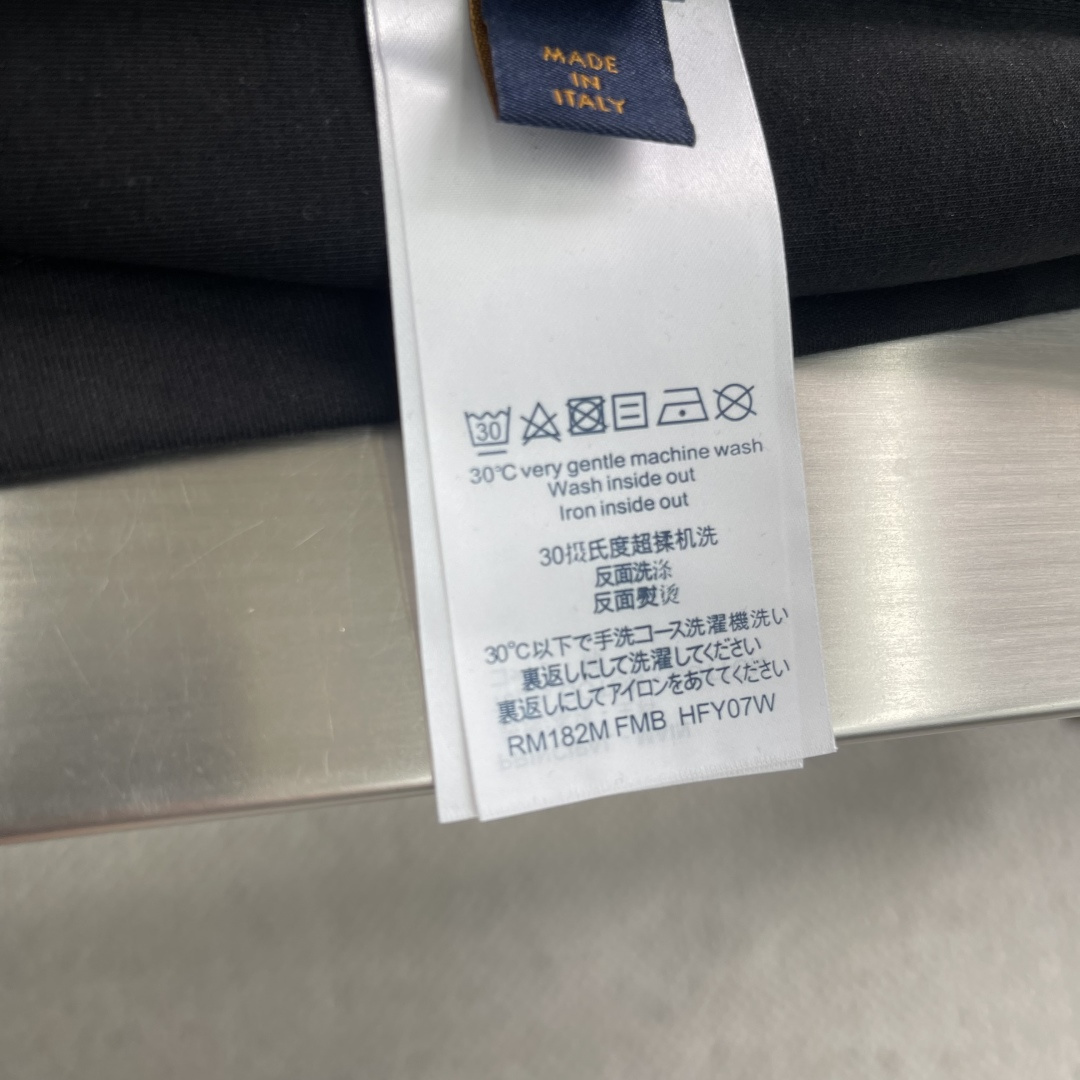 MADE
IN
ITALY
30
30℃ very gentle machine wash
Wash inside out
Iron inside out
30摄氏度超揉机洗
反面洗涤
反面熨烫
30℃以下で手洗コース洗濯機洗い
裏返しにして洗濯してください
裏返しにしてアイロンをあててください
RM182M FMB HFY07W